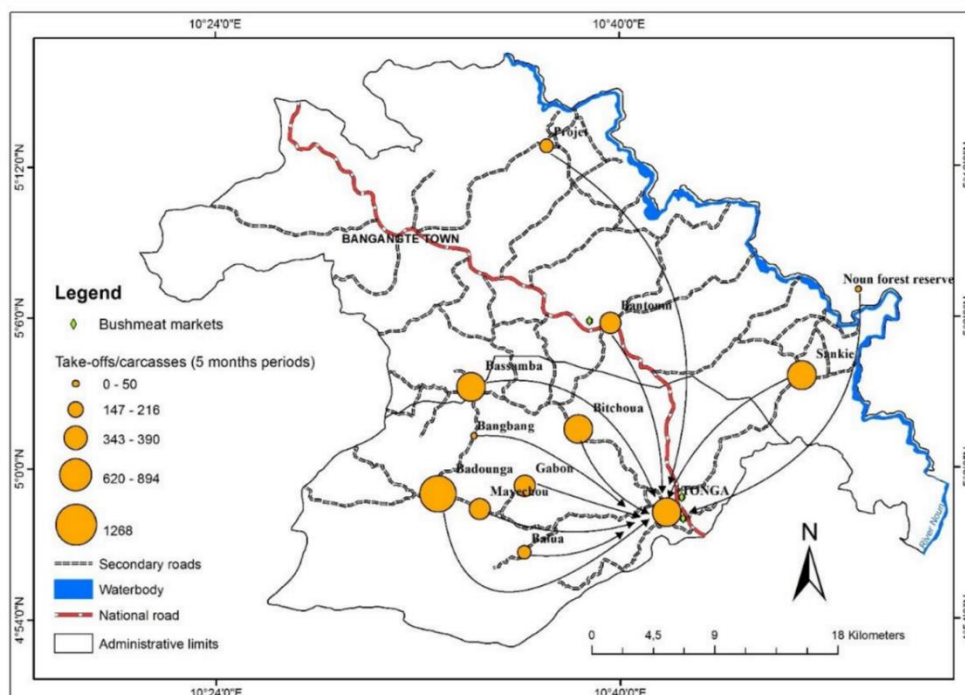 10°24'0"E
10°40'0"E
5°12'0"N
5°6'0"N
5°0'0"N
4°54'0"N
Projet
BANGANGTE TOWN
Noun forest reserve
Bantoum
Sankie
Bassamba
Bitchoua
Bangbang
Badounga
Gabon
Mayechou
TONGA
Balua
River Noun
Legend
Bushmeat markets
Take-offs/carcasses (5 months periods)
0 - 50
147 - 216
343 - 390
620 - 894
1268
Secondary roads
Waterbody
National road
Administrative limits
N
0 4,5 9 18 Kilometers
10°24'0"E
10°40'0"E